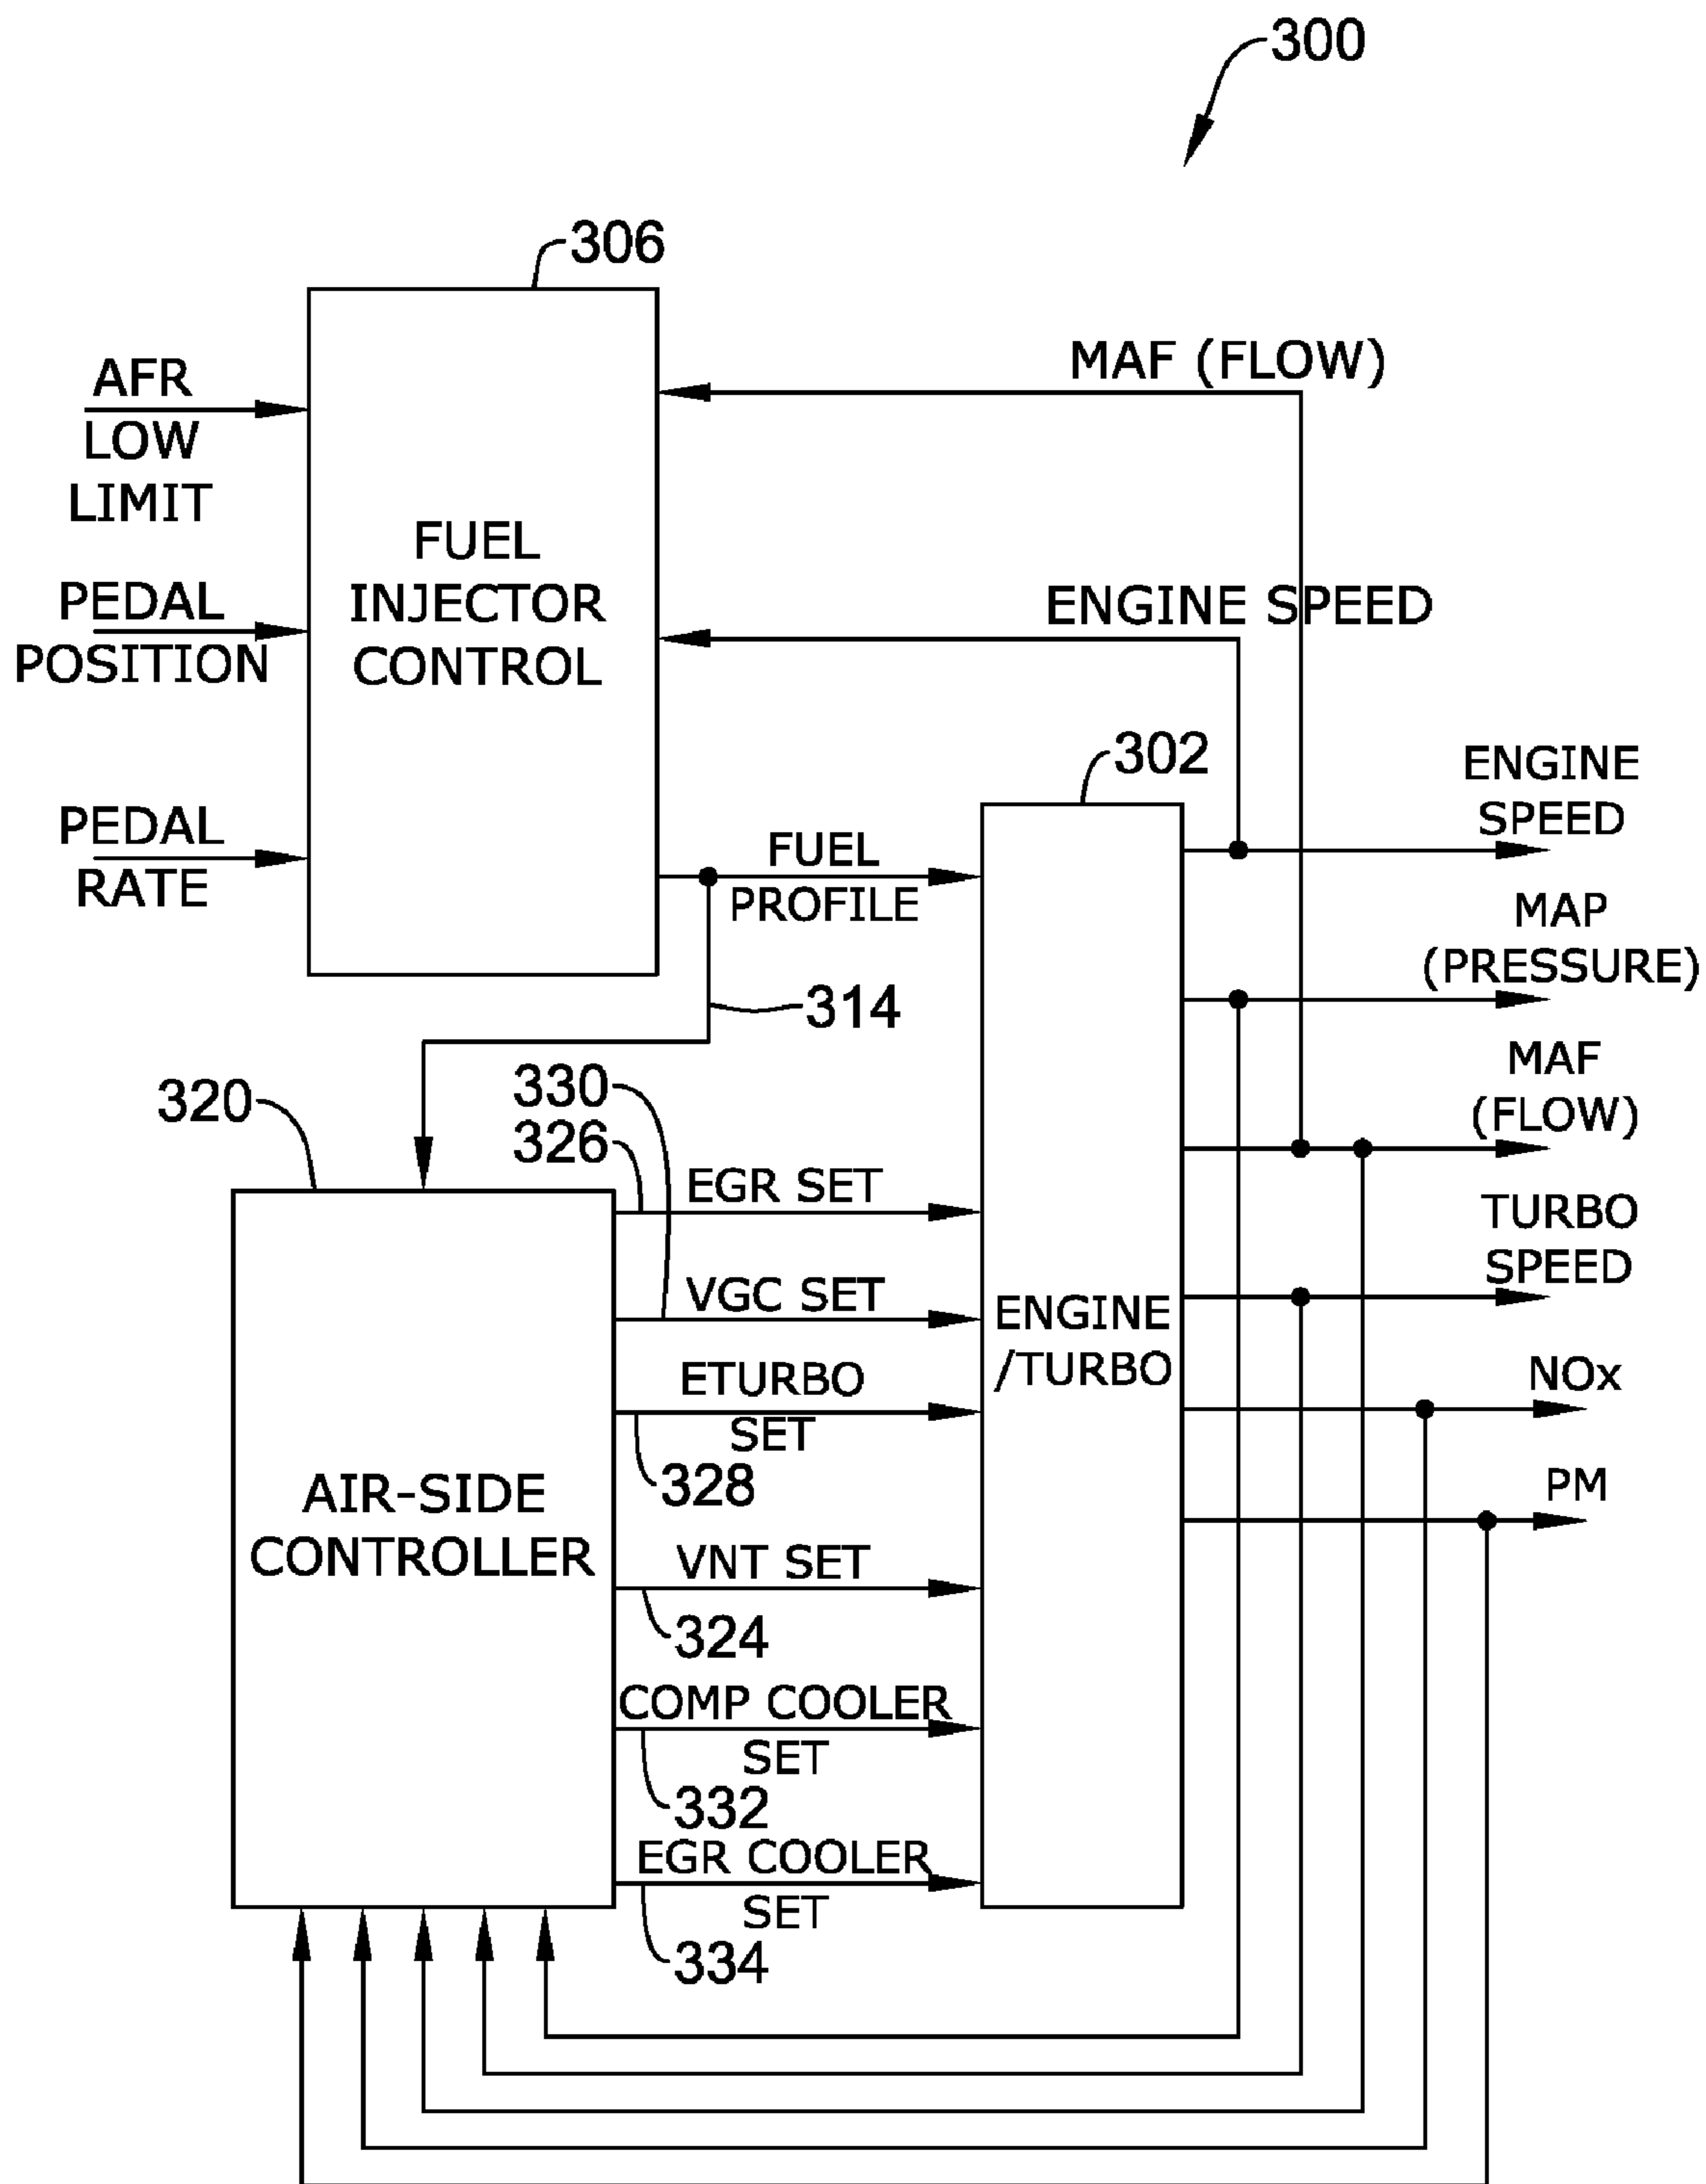 300
306
AFR
LOW
LIMIT
MAF (FLOW)
FUEL
INJECTOR
CONTROL
PEDAL
POSITION
ENGINE SPEED
302
ENGINE
SPEED
PEDAL
RATE
FUEL
PROFILE
MAP
(PRESSURE)
314
MAF
(FLOW)
320
330
326
EGR SET
TURBO
SPEED
VGC SET
ENGINE
/TURBO
ETURBO
SET
328
NOx
AIR-SIDE
CONTROLLER
PM
VNT SET
324
COMP COOLER
SET
332
EGR COOLER
SET
334